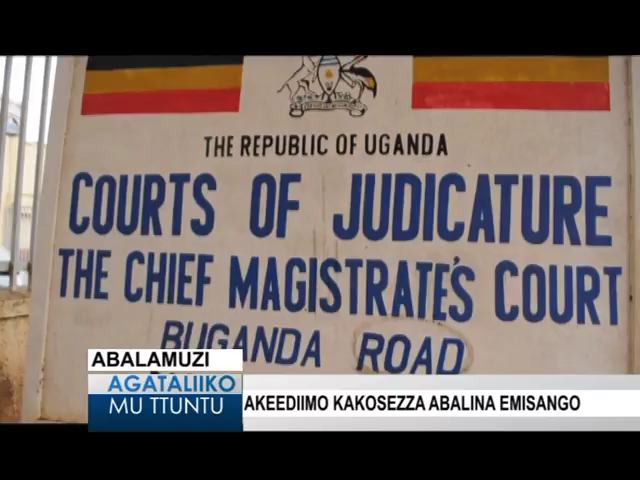 THE REPUBLIC OF UGANDA
COURTS OF JUDICATURE
THE CHIEF MAGISTRATE'S COURT
BUGANDA ROAD
ABALAMUZI
AGATALIIKO
MU TTUNTU
AKEEDIIMO KAKOSEZZA ABALINA EMISANGO